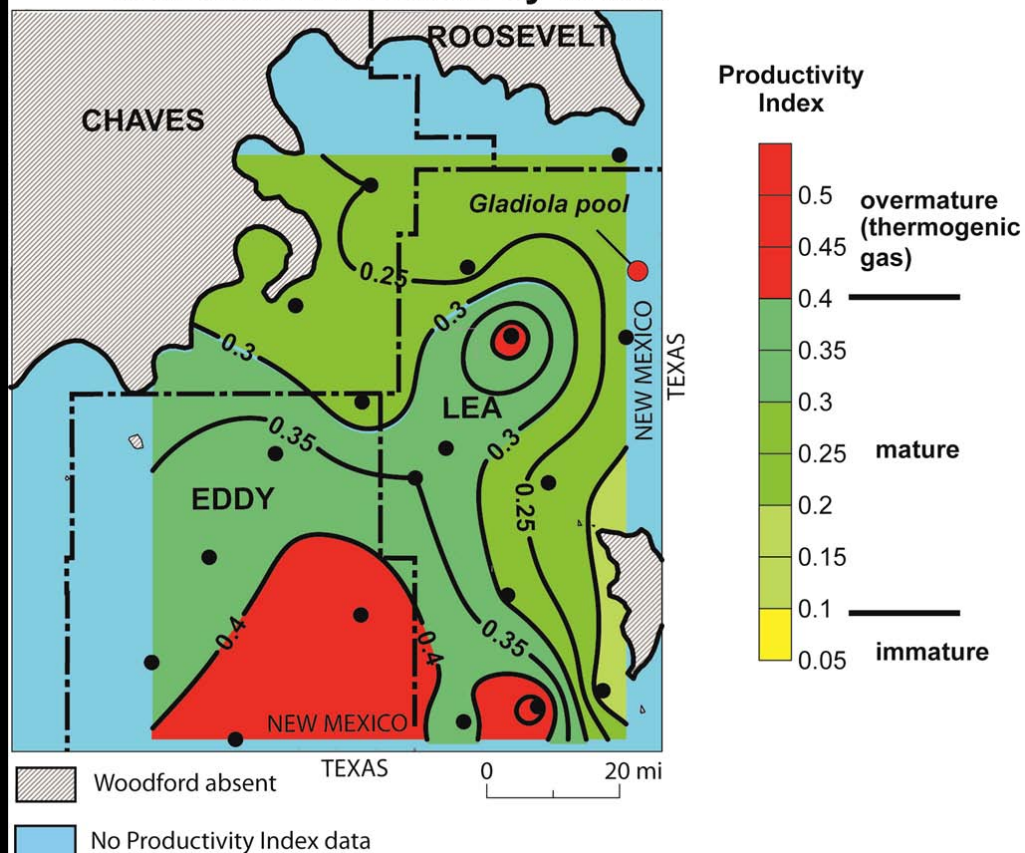 ROOSEVELT
CHAVES
Gladiola pool
0.25
0.3
0.3
LEA
0.35
0.3
EDDY
0.25
0.4
0.4
0.35
NEW MEXICO
TEXAS
NEW MEXICO
TEXAS
0
20 mi
Woodford absent
No Productivity Index data
Productivity
Index
0.5
0.45
0.4
0.35
0.3
0.25
0.2
0.15
0.1
0.05
overmature
(thermogenic
gas)
mature
immature